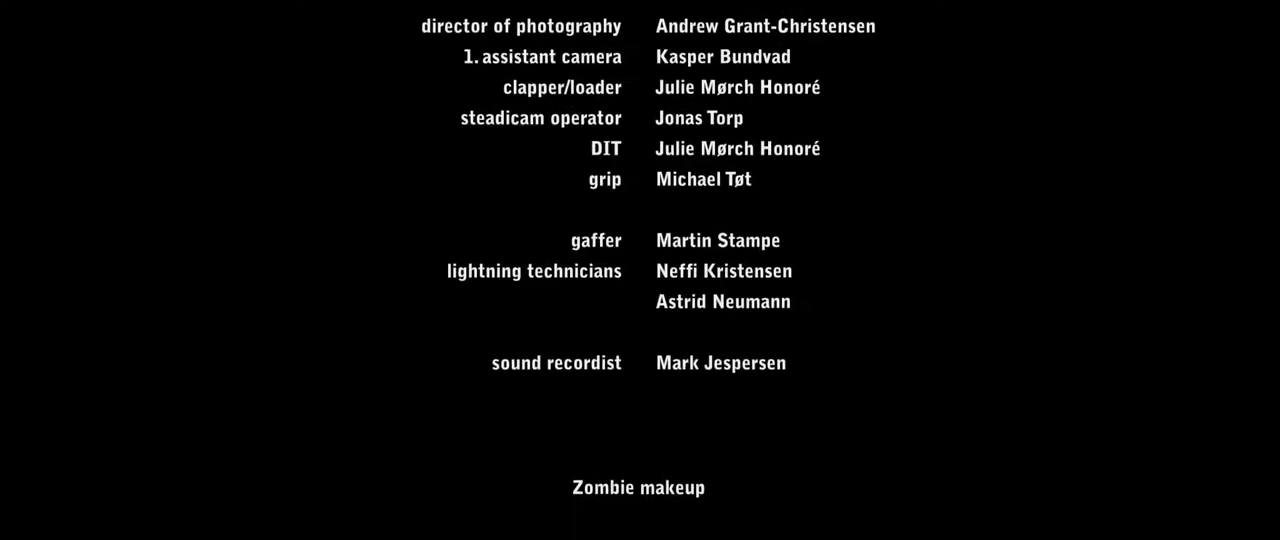 director of photography Andrew Grant-Christensen
1. assistant camera Kasper Bundvad
clapper/loader Julie Mørch Honoré
steadicam operator Jonas Torp
DIT Julie Mørch Honoré
grip Michael Tøt
gaffer Martin Stampe
lightning technicians Neffi Kristensen
Astrid Neumann
sound recordist Mark Jespersen
Zombie makeup